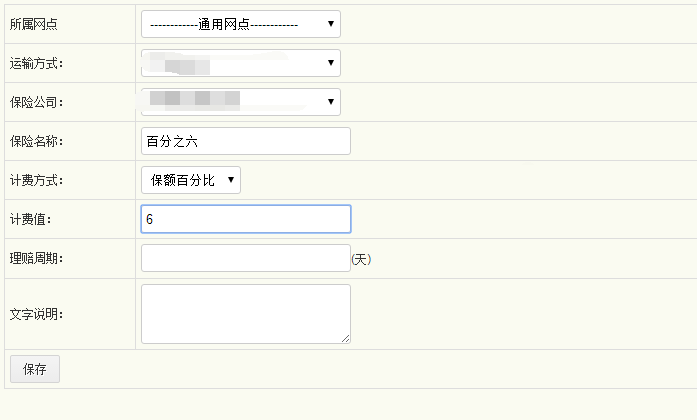 所属网点 ------------通用网点------------
运输方式:
保险公司:
保险名称: 百分之六
计费方式: 保额百分比
计费值: 6
理赔周期: (天)
文字说明:
保存